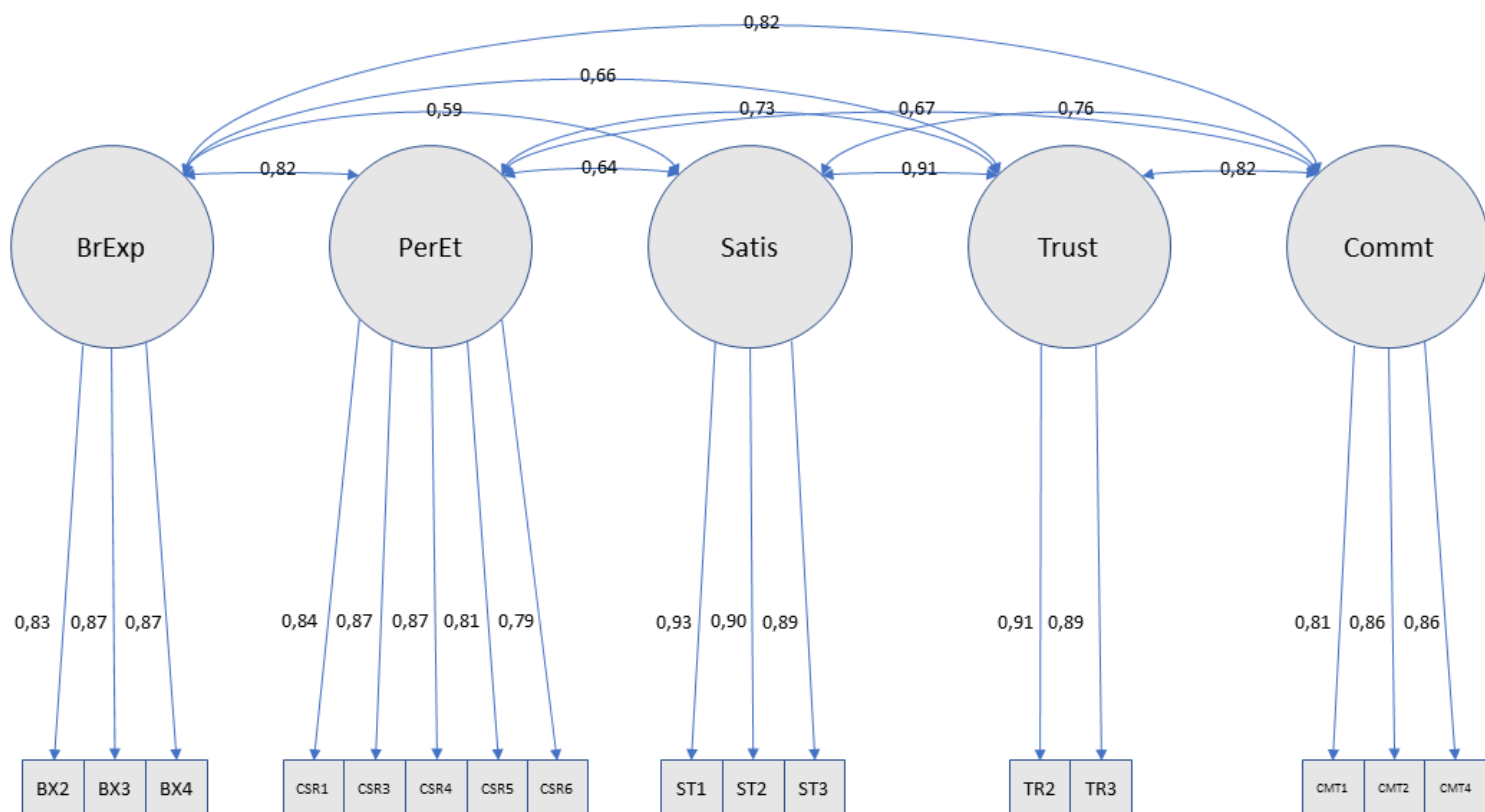 0,82
0,66
0,59 0,73 0,67 0,76
0,82 0,64 0,91 0,82
BrExp PerEt Satis Trust Commt
0,83 0,87 0,87 0,84 0,87 0,87 0,81 0,79 0,93 0,90 0,89 0,91 0,89 0,81 0,86 0,86
BX2 BX3 BX4 CSR1 CSR3 CSR4 CSR5 CSR6 ST1 ST2 ST3 TR2 TR3 CMT1 CMT2 CMT4